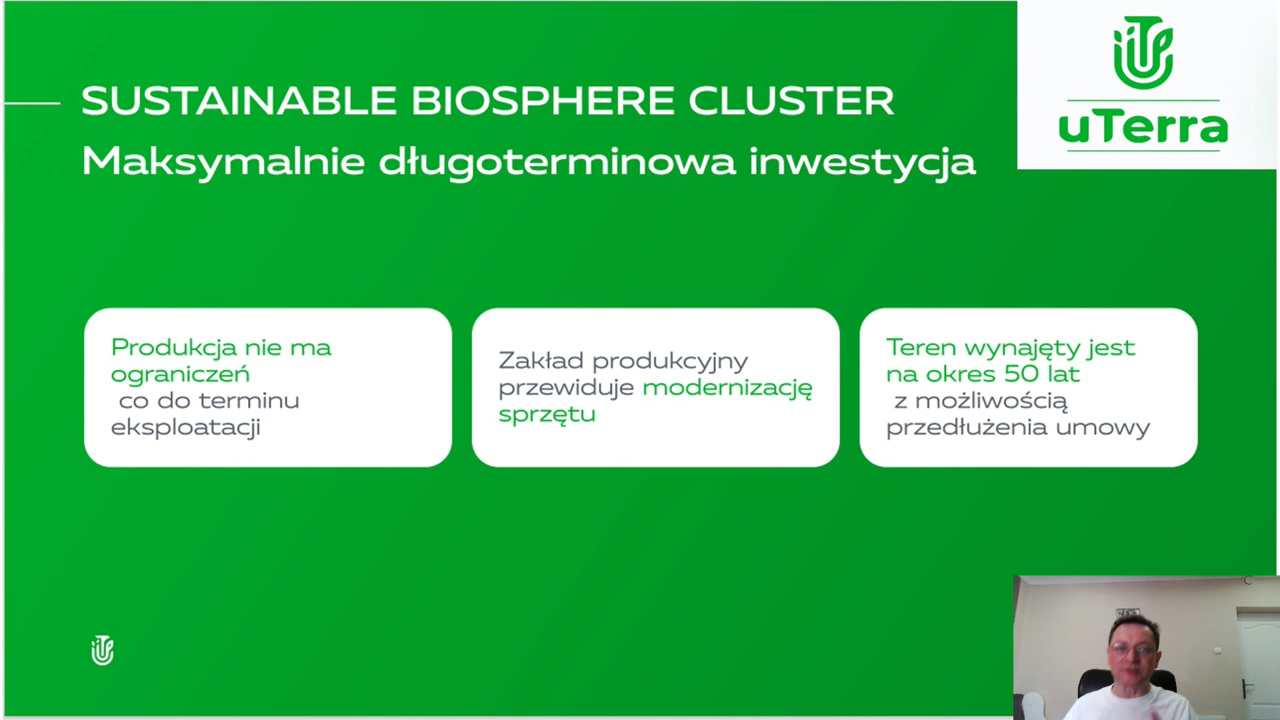 SUSTAINABLE BIOSPHERE CLUSTER
Maksymalnie długoterminowa inwestycja
uTerra
Produkcja nie ma
ograniczeń
co do terminu
eksploatacji
Zakład produkcyjny
przewiduje modernizację
sprzętu
Teren wynajęty jest
na okres 50 lat
z możliwością
przedłużenia umowy